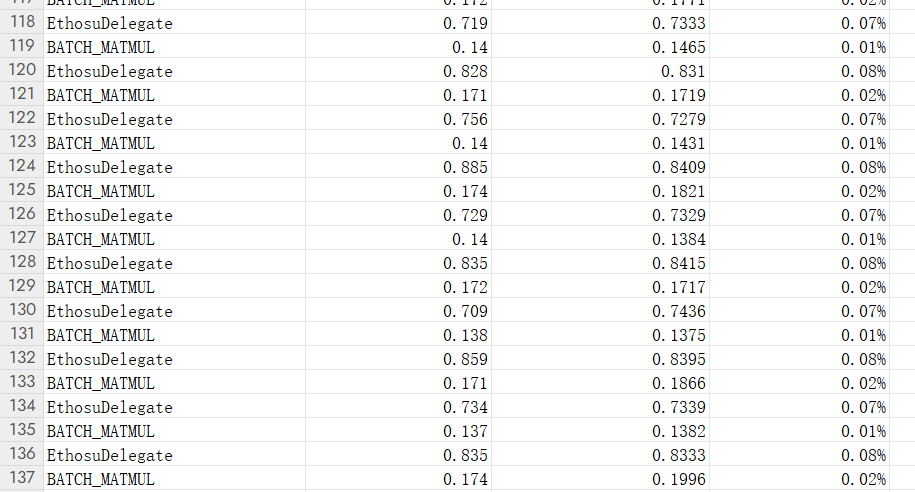 117 BATCH_MATMUL 0.172 0.1771 0.02%
118 EthosuDelegate 0.719 0.7333 0.07%
119 BATCH_MATMUL 0.14 0.1465 0.01%
120 EthosuDelegate 0.828 0.831 0.08%
121 BATCH_MATMUL 0.171 0.1719 0.02%
122 EthosuDelegate 0.756 0.7279 0.07%
123 BATCH_MATMUL 0.14 0.1431 0.01%
124 EthosuDelegate 0.885 0.8409 0.08%
125 BATCH_MATMUL 0.174 0.1821 0.02%
126 EthosuDelegate 0.729 0.7329 0.07%
127 BATCH_MATMUL 0.14 0.1384 0.01%
128 EthosuDelegate 0.835 0.8415 0.08%
129 BATCH_MATMUL 0.172 0.1717 0.02%
130 EthosuDelegate 0.709 0.7436 0.07%
131 BATCH_MATMUL 0.138 0.1375 0.01%
132 EthosuDelegate 0.859 0.8395 0.08%
133 BATCH_MATMUL 0.171 0.1866 0.02%
134 EthosuDelegate 0.734 0.7339 0.07%
135 BATCH_MATMUL 0.137 0.1382 0.01%
136 EthosuDelegate 0.835 0.8333 0.08%
137 BATCH_MATMUL 0.174 0.1996 0.02%